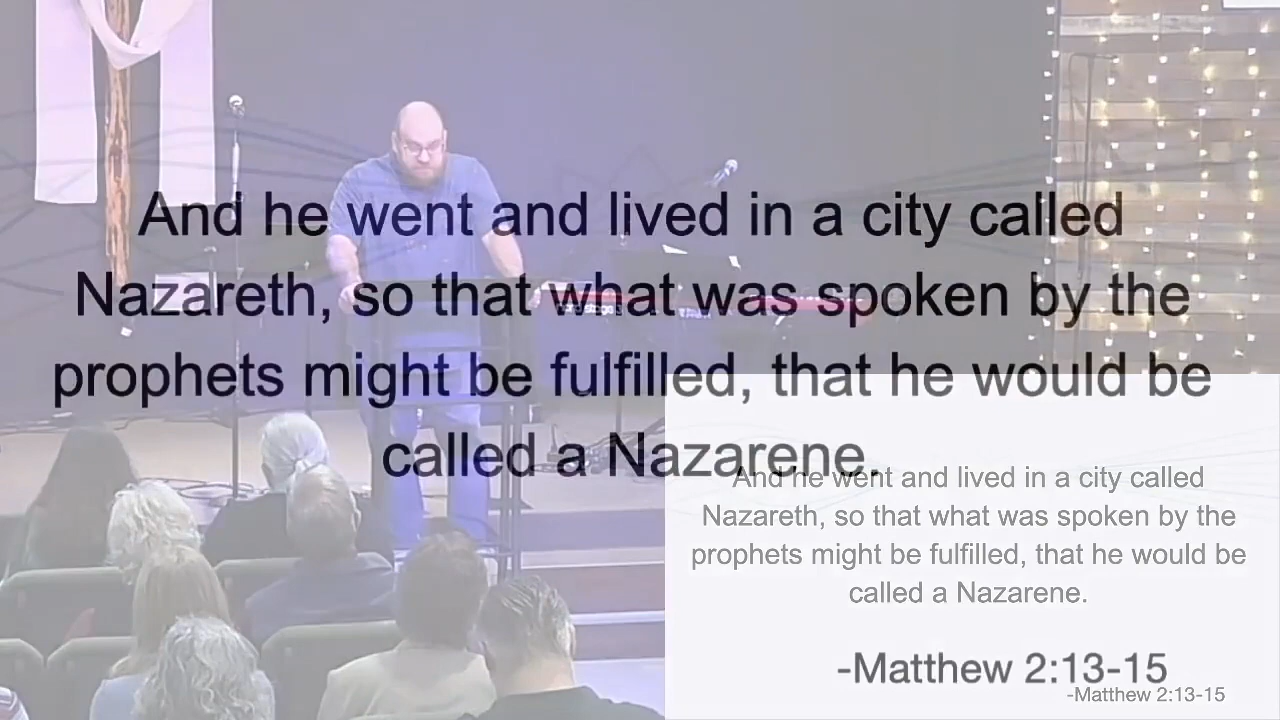 And he went and lived in a city called
Nazareth, so that what was spoken by the
prophets might be fulfilled, that he would be
called a Nazarene.
-Matthew 2:13-15
And he went and lived in a city called
Nazareth, so that what was spoken by the
prophets might be fulfilled, that he would be
called a Nazarene.
-Matthew 2:13-15